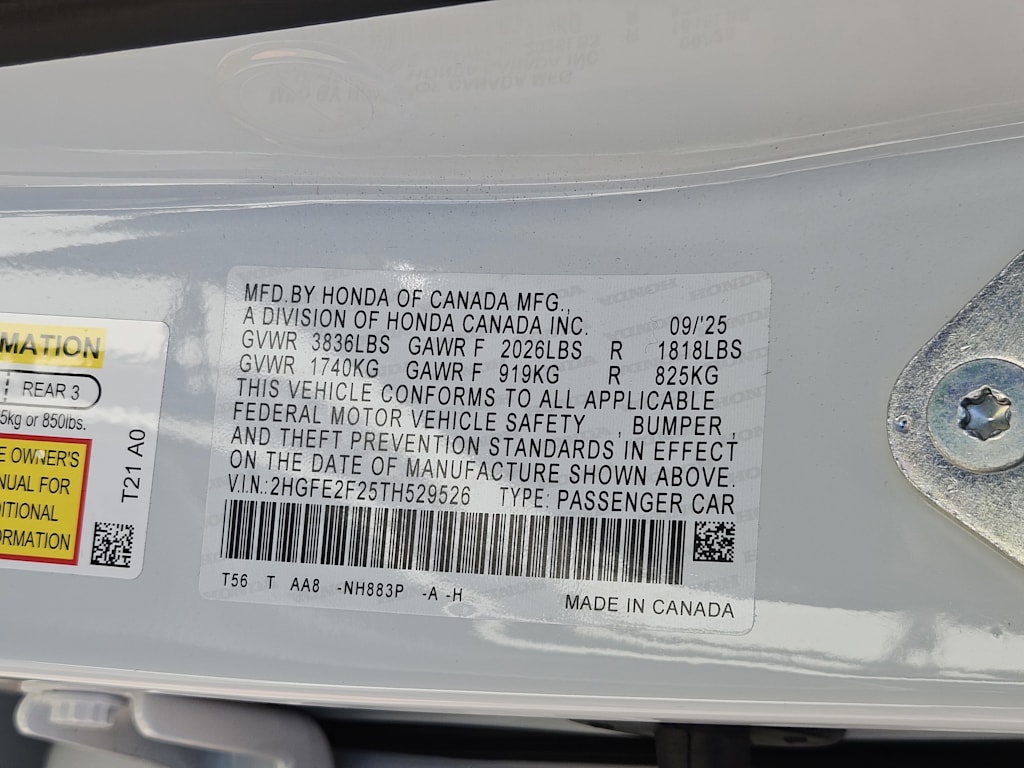 MFD.BY HONDA OF CANADA MFG.,
A DIVISION OF HONDA CANADA INC. 09/'25
GVWR 3836LBS GAWR F 2026LBS R 1818LBS
GVWR 1740KG GAWR F 919KG R 825KG
THIS VEHICLE CONFORMS TO ALL APPLICABLE
FEDERAL MOTOR VEHICLE SAFETY , BUMPER ,
AND THEFT PREVENTION STANDARDS IN EFFECT
ON THE DATE OF MANUFACTURE SHOWN ABOVE.
V.I.N.:2HGFE2F25TH529526 TYPE: PASSENGER CAR
T56 T AA8 -NH883P -A -H
MADE IN CANADA
MATION
REAR 3
5kg or 850lbs.
E OWNER'S
NUAL FOR
DITIONAL
ORMATION
T21 A0